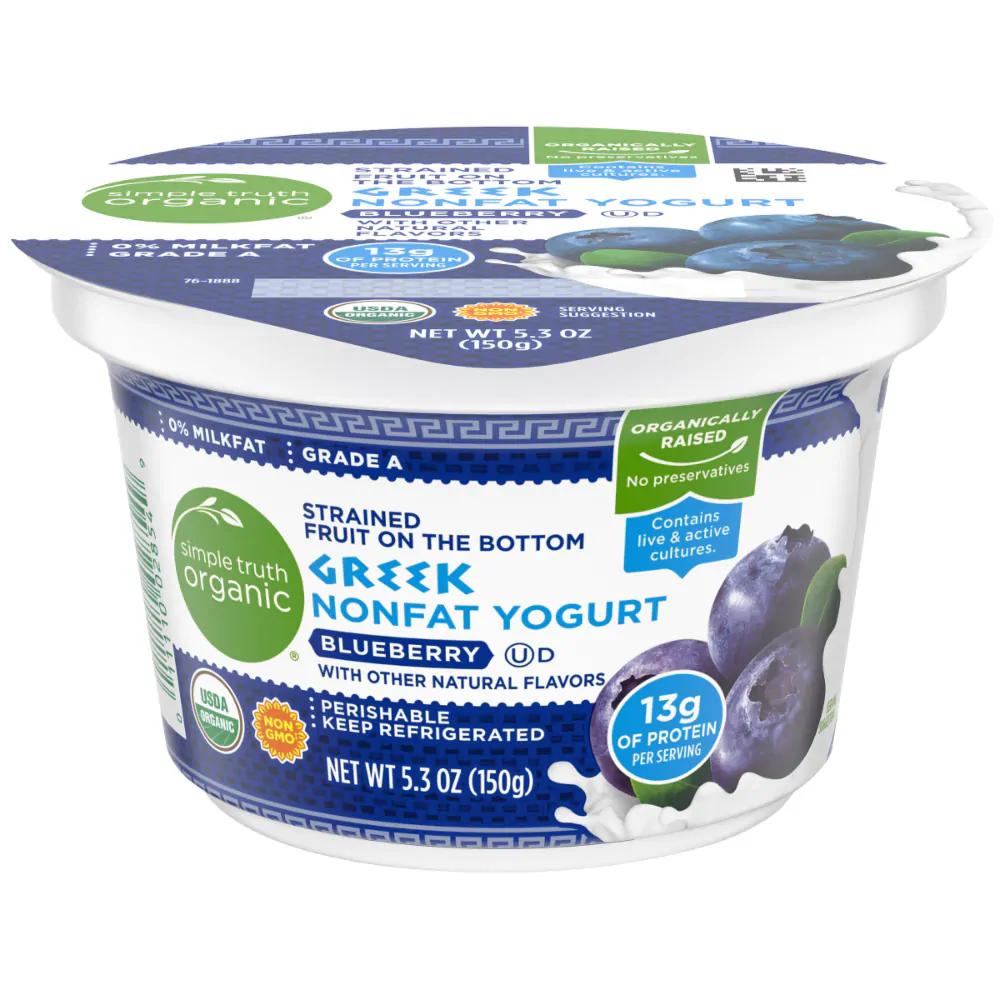 ORGANICALLY
RAISED
No preservatives
Contains
live & active
cultures.
simple truth
organic
STRAINED
FRUIT ON
THE BOTTOM
GREEK
NONFAT YOGURT
BLUEBERRY U D
WITH OTHER
NATURAL
FLAVORS
0% MILKFAT
GRADE A
13g
OF PROTEIN
PER SERVING
76-1888
USDA
ORGANIC
NON
GMO
SERVING
SUGGESTION
NET WT 5.3 OZ
(150g)
0% MILKFAT
GRADE A
ORGANICALLY
RAISED
No preservatives
Contains
live & active
cultures.
simple truth
organic
®
STRAINED
FRUIT ON THE BOTTOM
GREEK
NONFAT YOGURT
BLUEBERRY U D
WITH OTHER NATURAL FLAVORS
USDA
ORGANIC
NON
GMO
PERISHABLE
KEEP REFRIGERATED
13g
OF PROTEIN
PER SERVING
NET WT 5.3 OZ (150g)